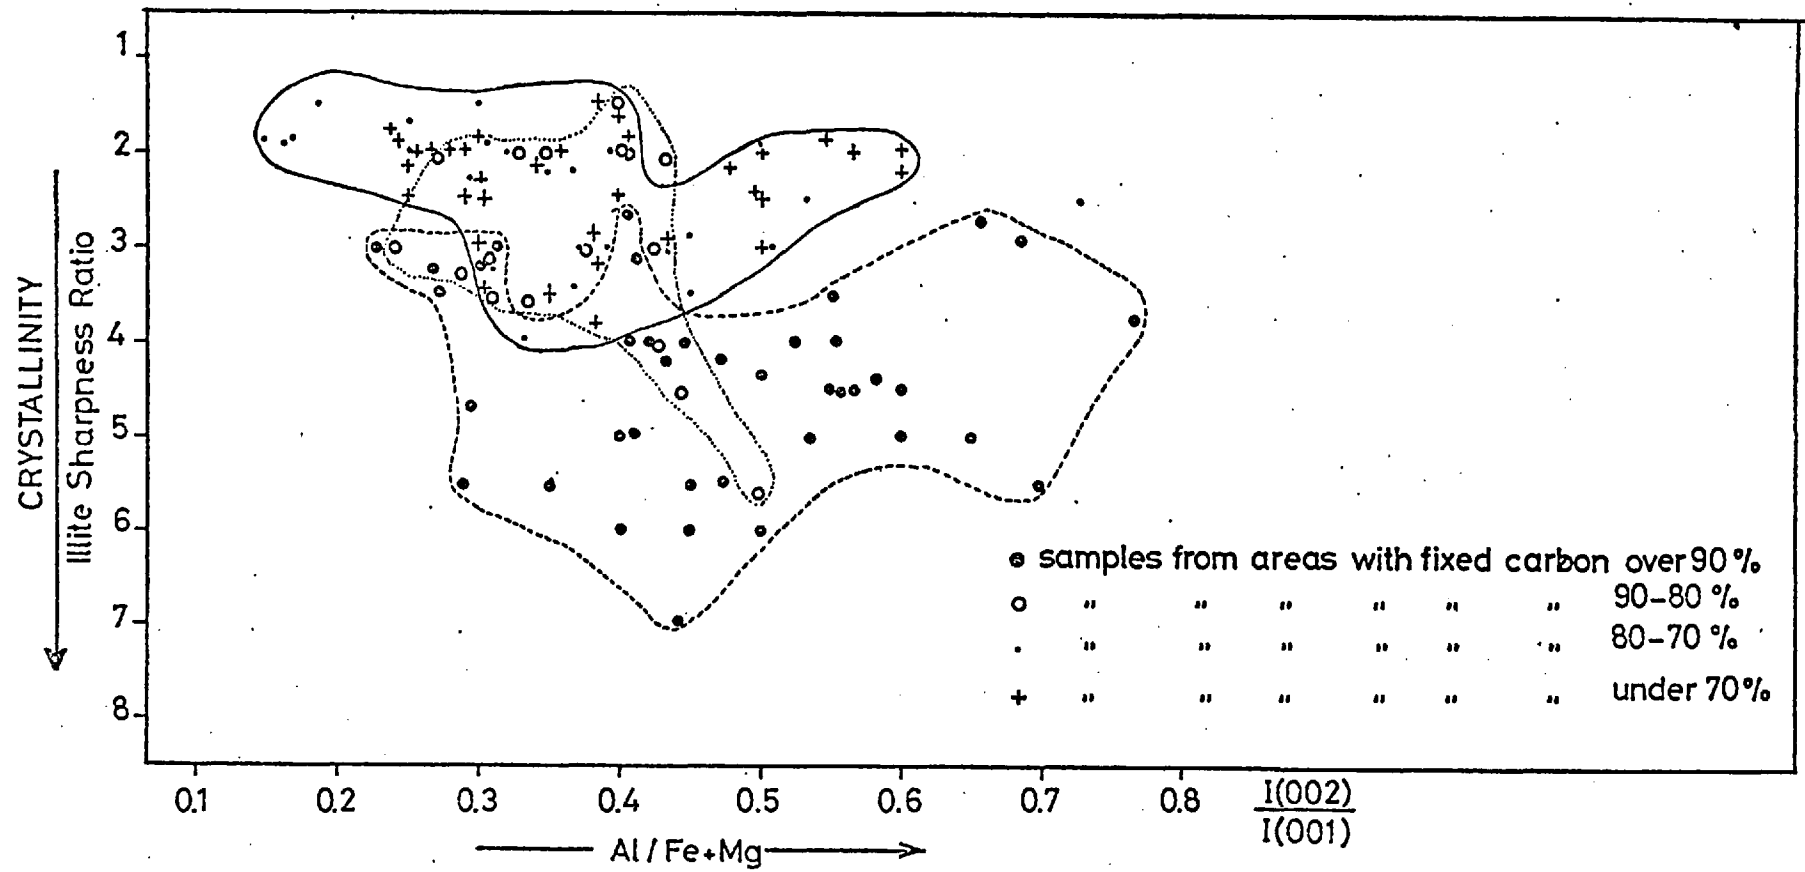 1
2
3
4
5
6
7
8
CRYSTALLINITY
Illite Sharpness Ratio
samples from areas with fixed carbon over 90%
" " " " " " 90-80 %
" " " " " " 80-70 %
+ " " " " " " under 70%
0.1 0.2 0.3 0.4 0.5 0.6 0.7 0.8
I(002)
I(001)
Al/Fe+Mg